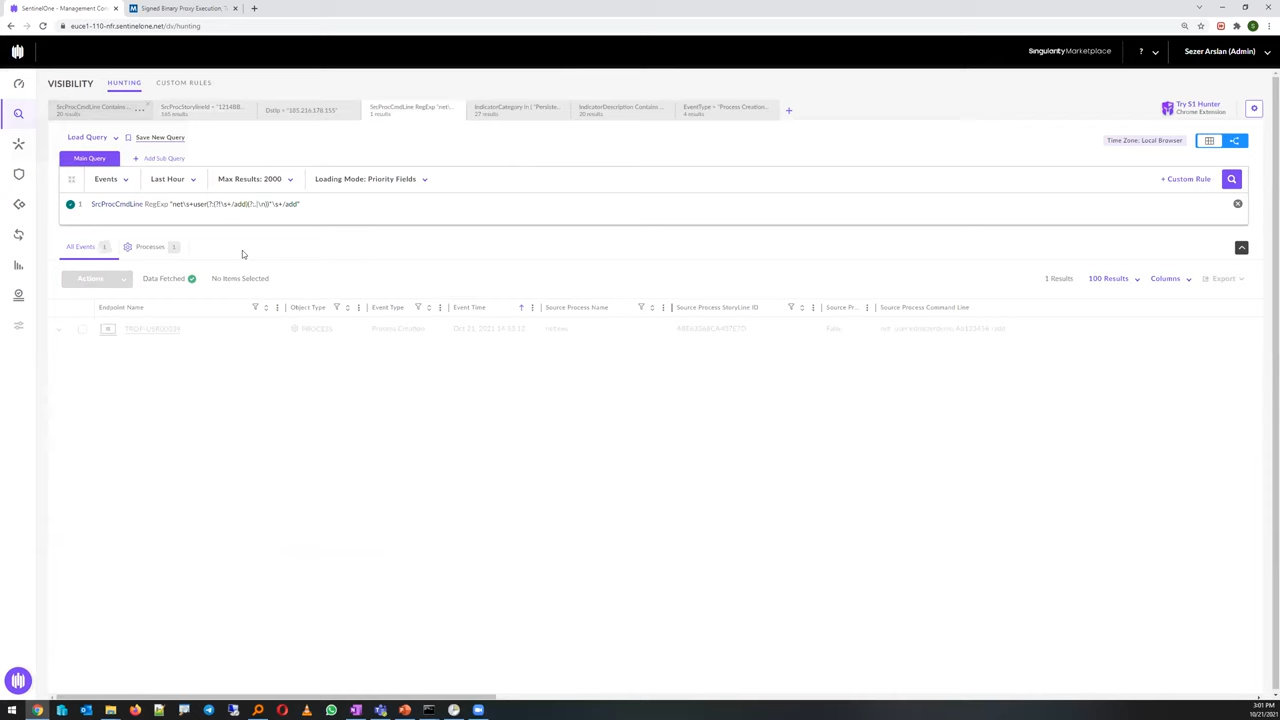 SentinelOne - Management Con
Signed Binary Proxy Execution, T
euce1-110-nfr.sentinelone.net/dv/hunting
Singularity Marketplace
?
Sezer Arslan (Admin)
VISIBILITY
HUNTING
CUSTOM RULES
SrcProcCmdLine Contains...
20 results
SrcProcStorylineId = "1214BB...
165 results
DstIp = "185.216.178.155"
SrcProcCmdLine RegExp "net\...
1 results
IndicatorCategory In ( "Persiste...
27 results
IndicatorDescription Contains ...
20 results
EventType = "Process Creation...
4 results
Try S1 Hunter
Chrome Extension
Load Query
Save New Query
Time Zone: Local Browser
Main Query
Add Sub Query
Events
Last Hour
Max Results: 2000
Loading Mode: Priority Fields
+ Custom Rule
1 SrcProcCmdLine RegExp "net\s+user(?:(?!\s+/add)(?:.|\n))*\s+/add"
All Events 1
Processes 1
Actions
Data Fetched
No Items Selected
1 Results
100 Results
Columns
Export
Endpoint Name
Object Type
Event Type
Event Time
Source Process Name
Source Process StoryLine ID
Source Pr...
Source Process Command Line
PROCESS
Process Creation
Oct 21, 2021 14:53:12
net.exe
False
3:01 PM
10/21/2021